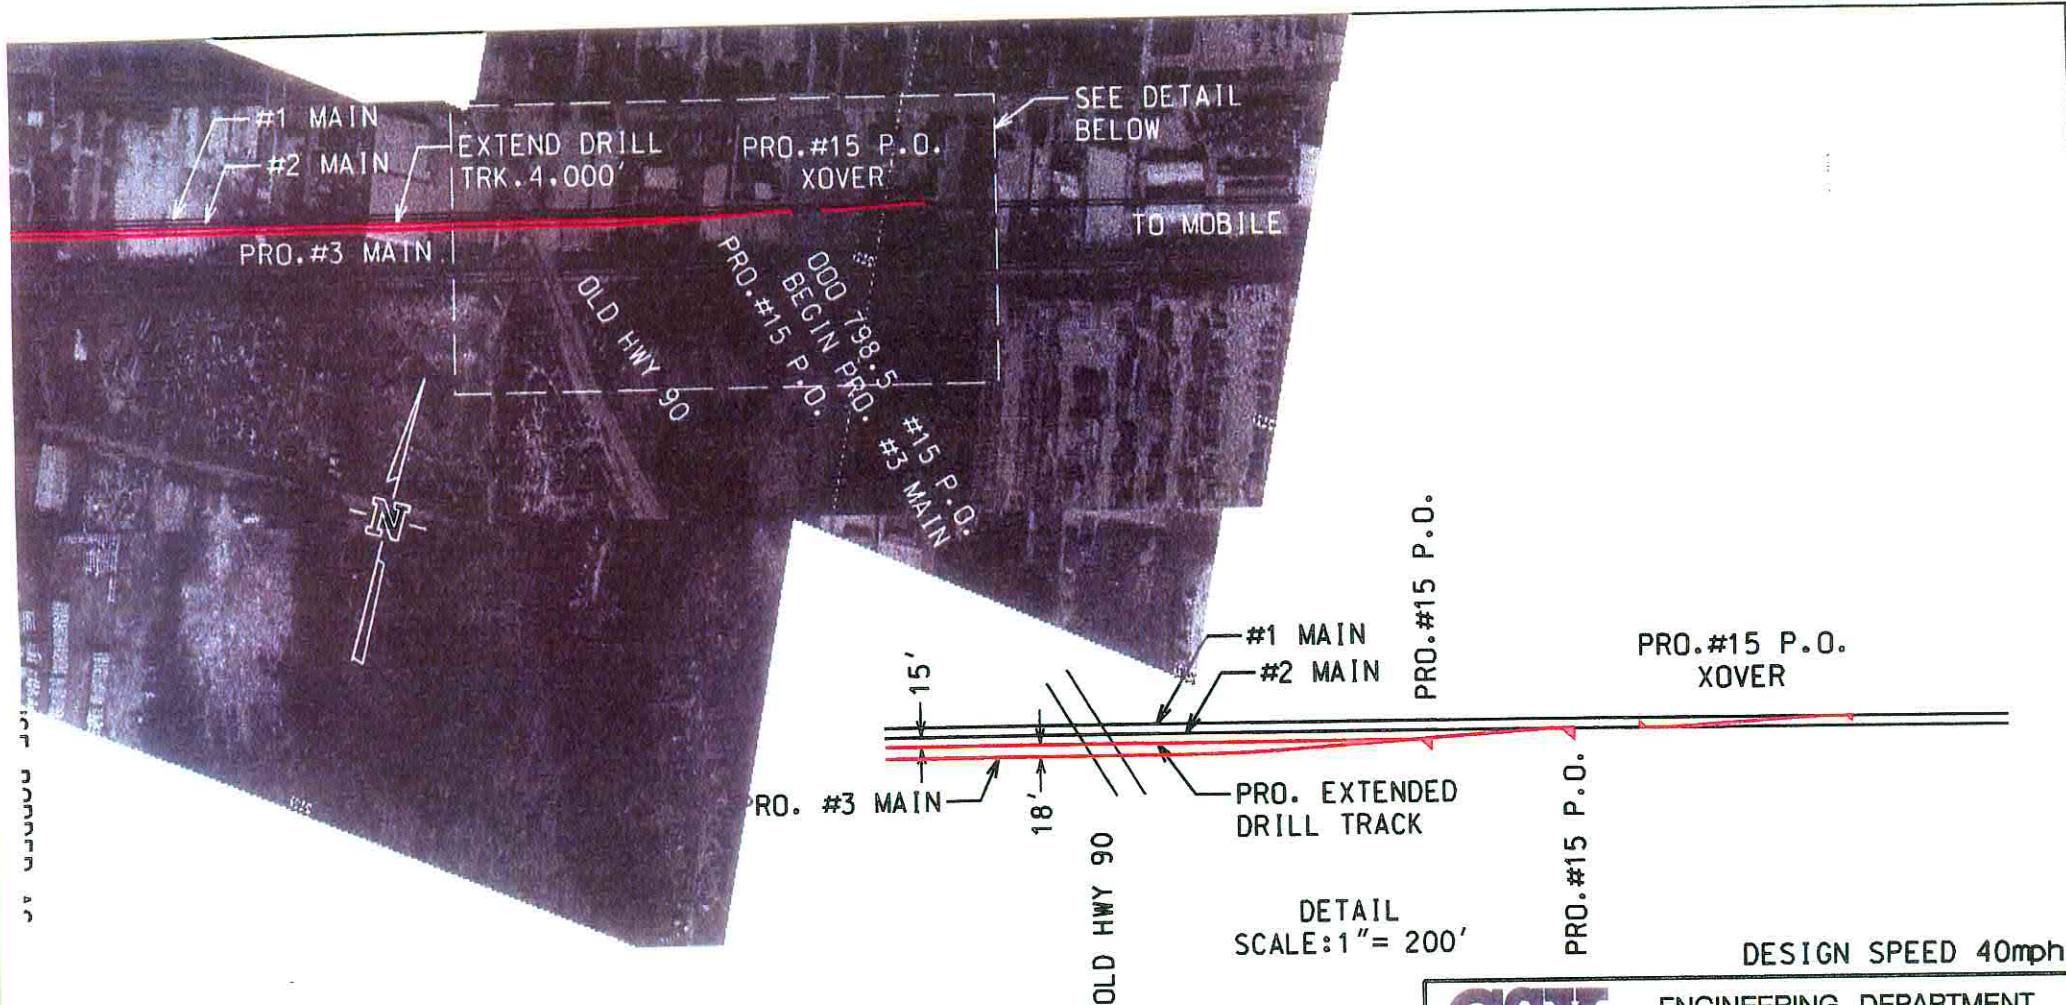 #1 MAIN
#2 MAIN
EXTEND DRILL
TRK.4.000'
PRO.#15 P.O.
XOVER
SEE DETAIL
BELOW
TO MOBILE
PRO.#3 MAIN
OLD HWY 90
PRO.#15 P.O.
000 798.5
BEGIN PRO.
#15 P.O.
#3 MAIN
N
PRO.#15 P.O.
#1 MAIN
#2 MAIN
PRO.#15 P.O.
XOVER
15'
18'
RO. #3 MAIN
PRO. EXTENDED
DRILL TRACK
OLD HWY 90
PRO.#15 P.O.
DETAIL
SCALE:1"= 200'
DESIGN SPEED 40mph
ENGINEERING DEPARTMENT